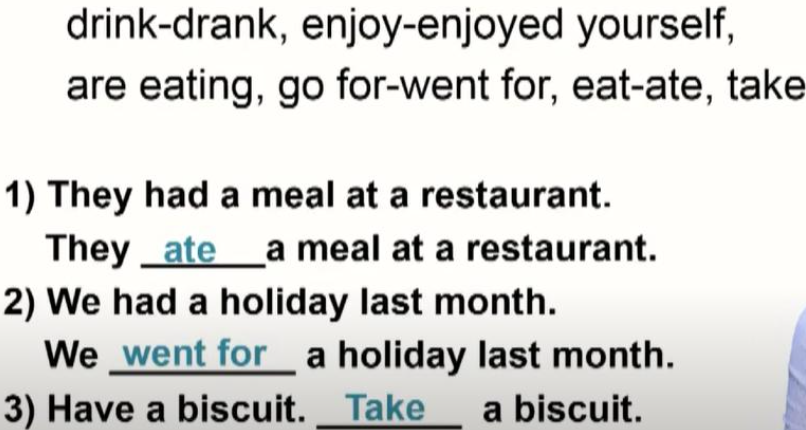 drink-drank, enjoy-enjoyed yourself,
are eating, go for-went for, eat-ate, take
1) They had a meal at a restaurant.
They ate a meal at a restaurant.
2) We had a holiday last month.
We went for a holiday last month.
3) Have a biscuit. Take a biscuit.